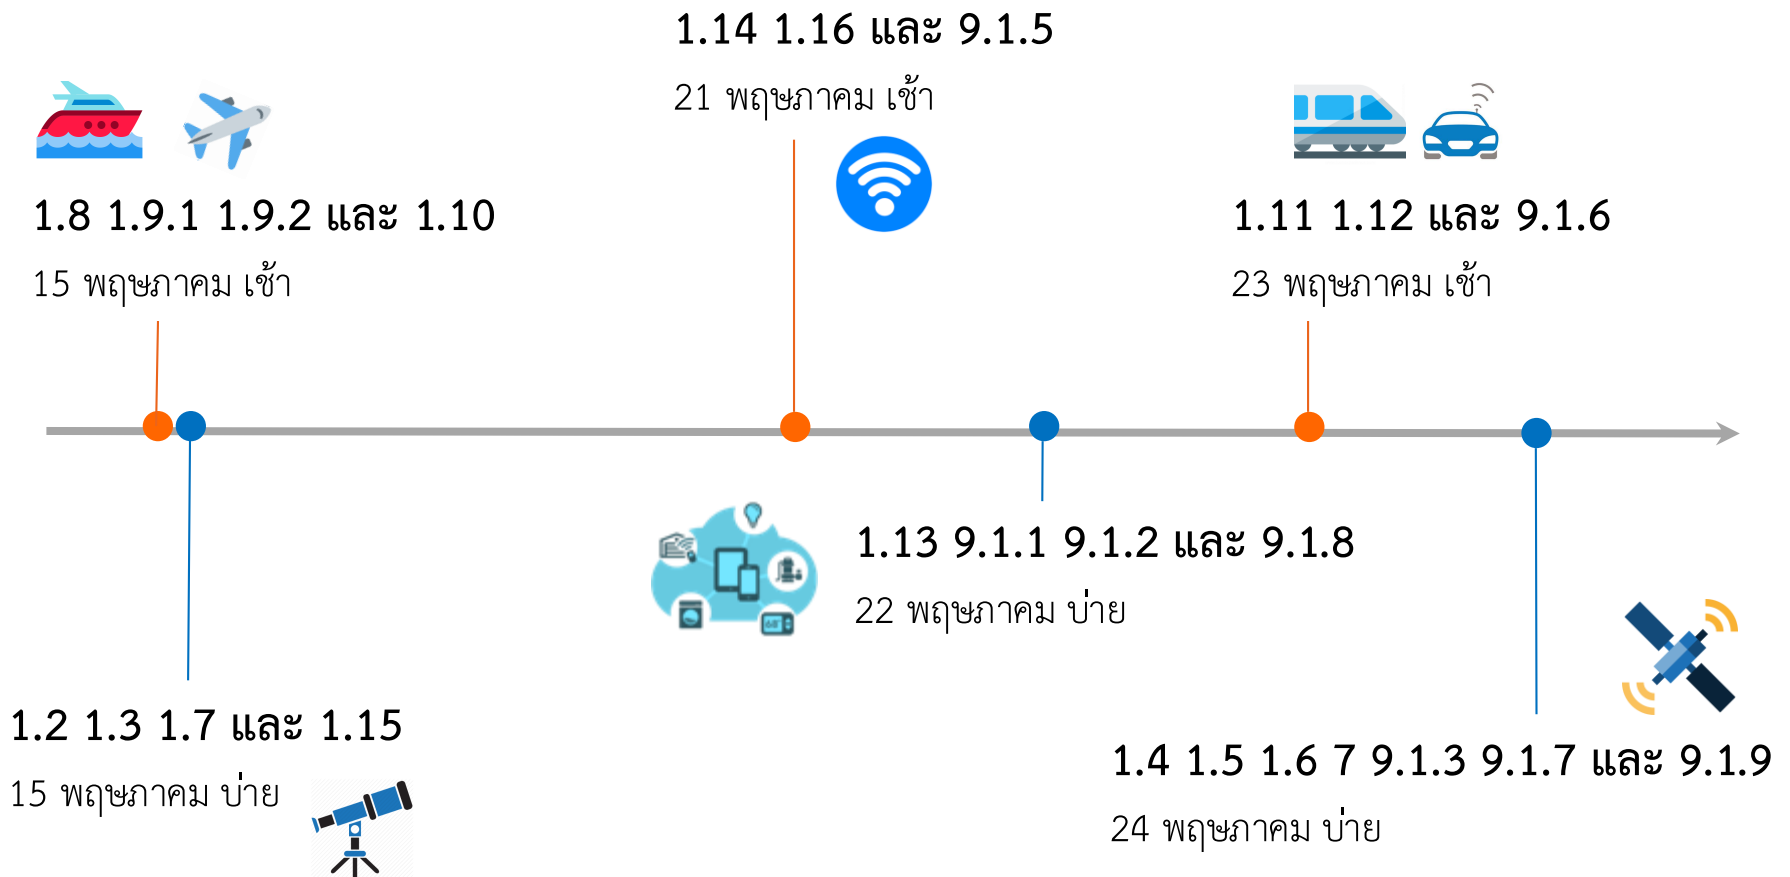 1.14 1.16 และ 9.1.5
21 พฤษภาคม เช้า
1.8 1.9.1 1.9.2 และ 1.10
15 พฤษภาคม เช้า
1.11 1.12 และ 9.1.6
23 พฤษภาคม เช้า
1.13 9.1.1 9.1.2 และ 9.1.8
22 พฤษภาคม บ่าย
1.2 1.3 1.7 และ 1.15
15 พฤษภาคม บ่าย
1.4 1.5 1.6 7 9.1.3 9.1.7 และ 9.1.9
24 พฤษภาคม บ่าย